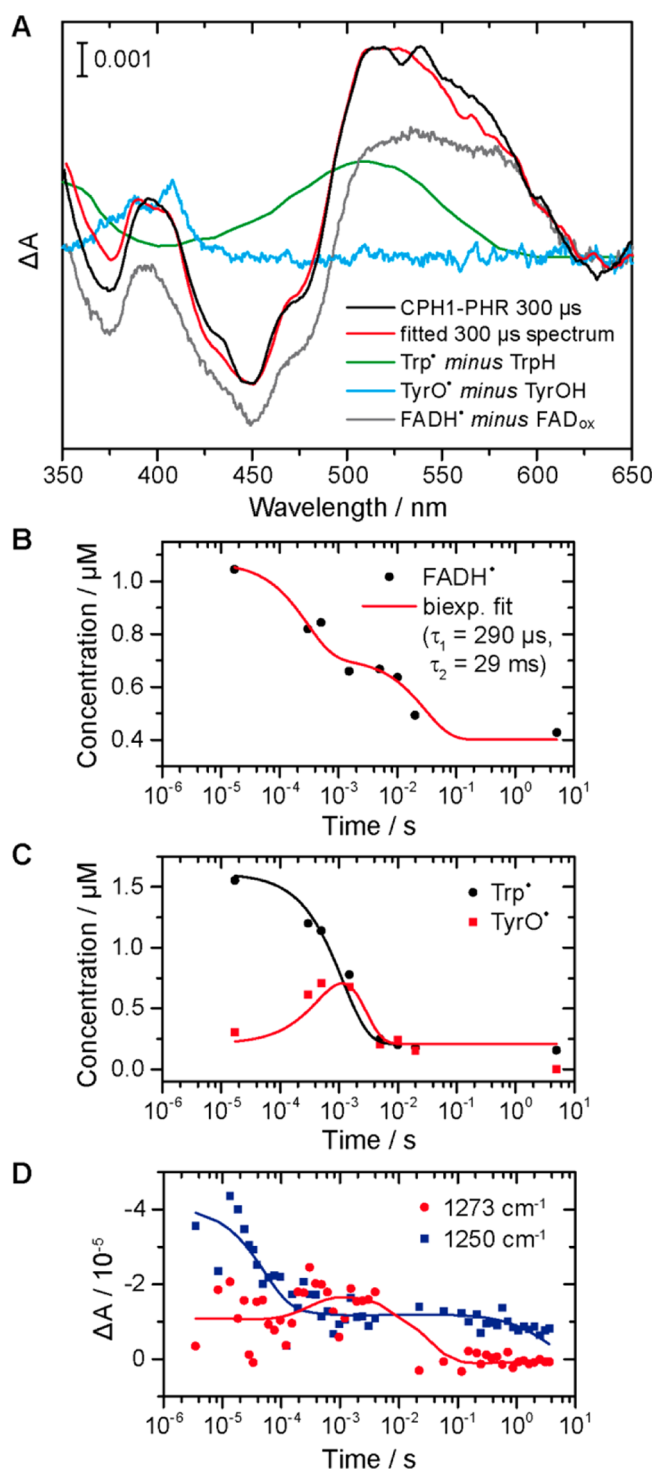 A
0.001
ΔA
CPH1-PHR 300 µs
fitted 300 µs spectrum
Trp• minus TrpH
TyrO• minus TyrOH
FADH• minus FADox
350 400 450 500 550 600 650
Wavelength / nm
B
Concentration / µM
1.0
0.8
0.6
0.4
FADH•
biexp. fit
(τ1 = 290 µs,
τ2 = 29 ms)
10-6 10-5 10-4 10-3 10-2 10-1 100 101
Time / s
C
Concentration / µM
1.5
1.0
0.5
0.0
Trp•
TyrO•
10-6 10-5 10-4 10-3 10-2 10-1 100 101
Time / s
D
ΔA / 10-5
-4
-2
0
1273 cm-1
1250 cm-1
10-6 10-5 10-4 10-3 10-2 10-1 100 101
Time / s